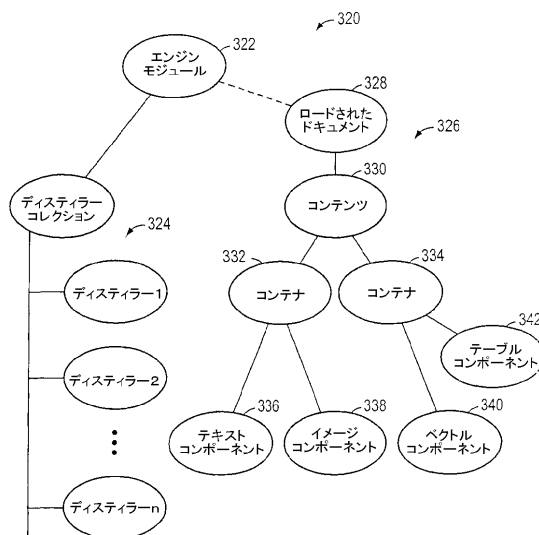 320
322
エンジン
モジュール
328
ロードされた
ドキュメント
326
330
ディスティラー
コレクション
コンテンツ
324
332
334
ディスティラー1
コンテナ
コンテナ
342
テーブル
コンポーネント
ディスティラー2
336
338
340
テキスト
コンポーネント
イメージ
コンポーネント
ベクトル
コンポーネント
ディスティラーn